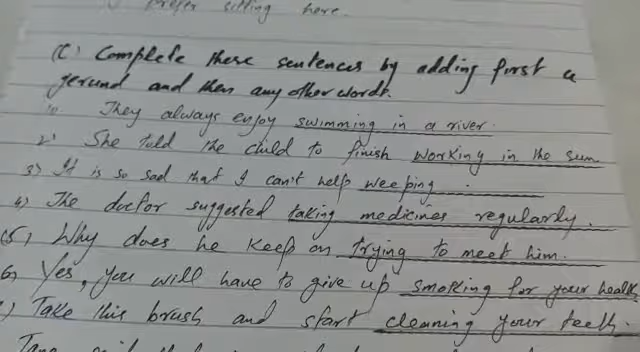 prefer sitting here.
(C) Complete these sentences by adding first a
gerund and then any other words.
1) They always enjoy swimming in a river.
2) She told the child to finish working in the sun
3) It is so sad that I can't help weeping.
4) The doctor suggested taking medicines regularly.
(5) Why does he keep on trying to meet him.
6) Yes, you will have to give up smoking for your health
) Take this brush and start cleaning your teeth.